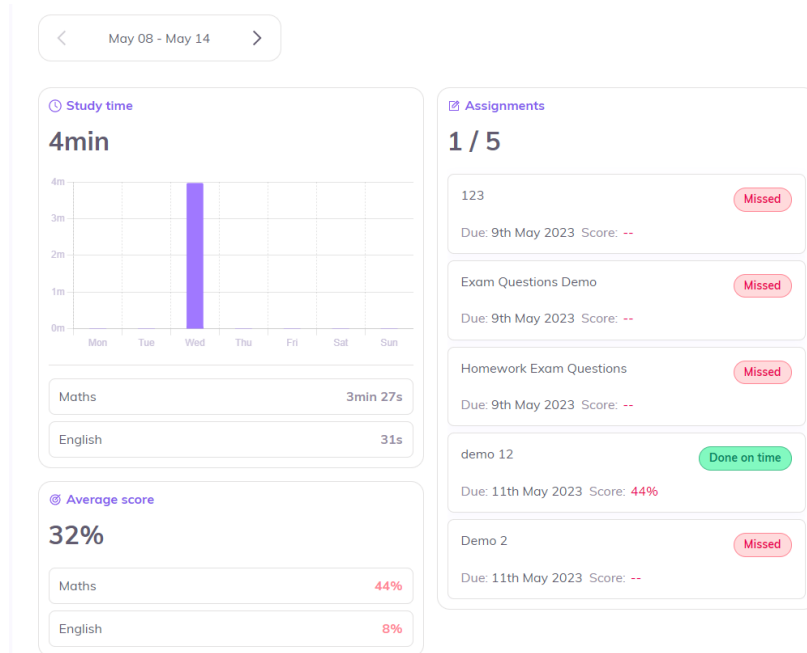 May 08 - May 14
Study time
4min
4m
3m
2m
1m
0m
Mon Tue Wed Thu Fri Sat Sun
Maths 3min 27s
English 31s
Average score
32%
Maths 44%
English 8%
Assignments
1 / 5
123 Missed
Due: 9th May 2023 Score: --
Exam Questions Demo Missed
Due: 9th May 2023 Score: --
Homework Exam Questions Missed
Due: 9th May 2023 Score: --
demo 12 Done on time
Due: 11th May 2023 Score: 44%
Demo 2 Missed
Due: 11th May 2023 Score: --